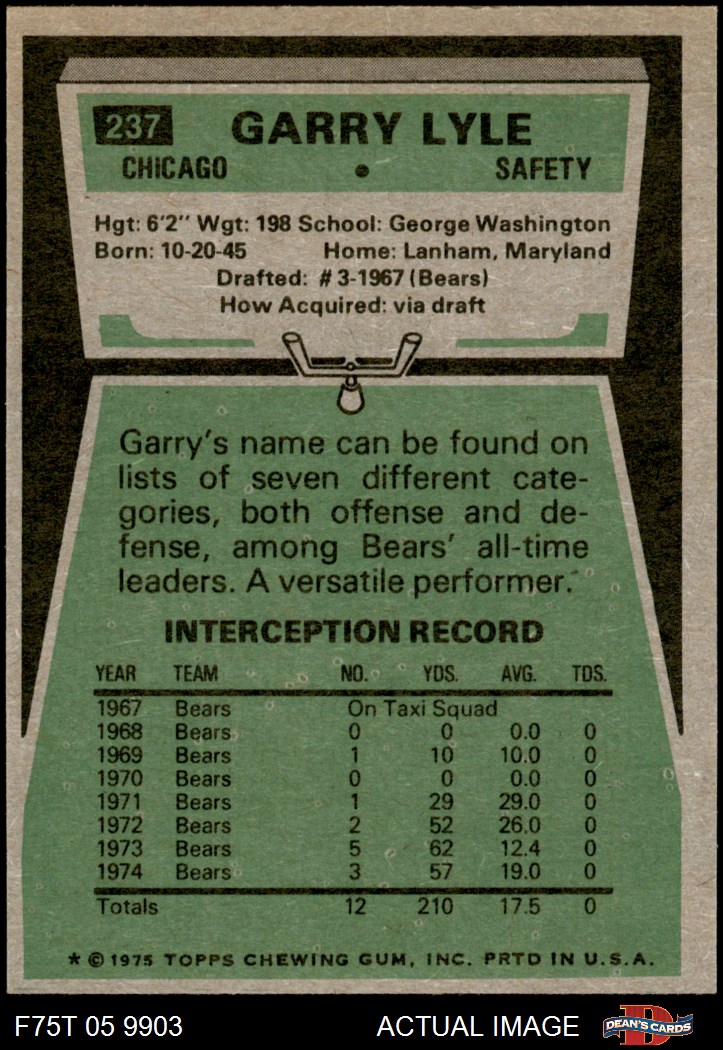 237 GARRY LYLE
CHICAGO • SAFETY
Hgt: 6'2" Wgt: 198 School: George Washington
Born: 10-20-45 Home: Lanham, Maryland
Drafted: #3-1967 (Bears)
How Acquired: via draft
Garry's name can be found on
lists of seven different cate-
gories, both offense and de-
fense, among Bears' all-time
leaders. A versatile performer.
INTERCEPTION RECORD
YEAR TEAM NO. YDS. AVG. TDS.
1967 Bears On Taxi Squad
1968 Bears 0 0 0.0 0
1969 Bears 1 10 10.0 0
1970 Bears 0 0 0.0 0
1971 Bears 1 29 29.0 0
1972 Bears 2 52 26.0 0
1973 Bears 5 62 12.4 0
1974 Bears 3 57 19.0 0
Totals 12 210 17.5 0
* © 1975 TOPPS CHEWING GUM, INC. PRTD IN U.S.A.
F75T 05 9903 ACTUAL IMAGE D DEAN'S CARDS